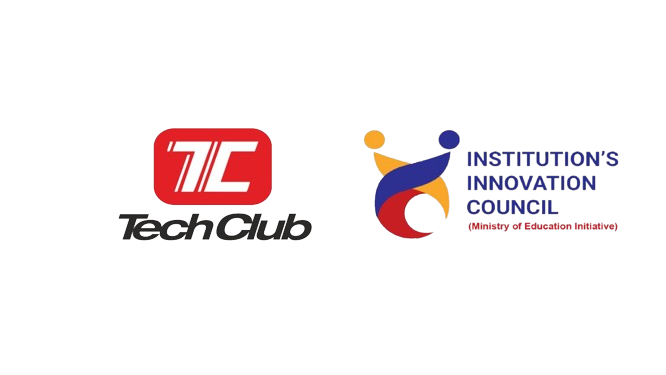 TC
Tech Club
INSTITUTION'S
INNOVATION
COUNCIL
(Ministry of Education Initiative)